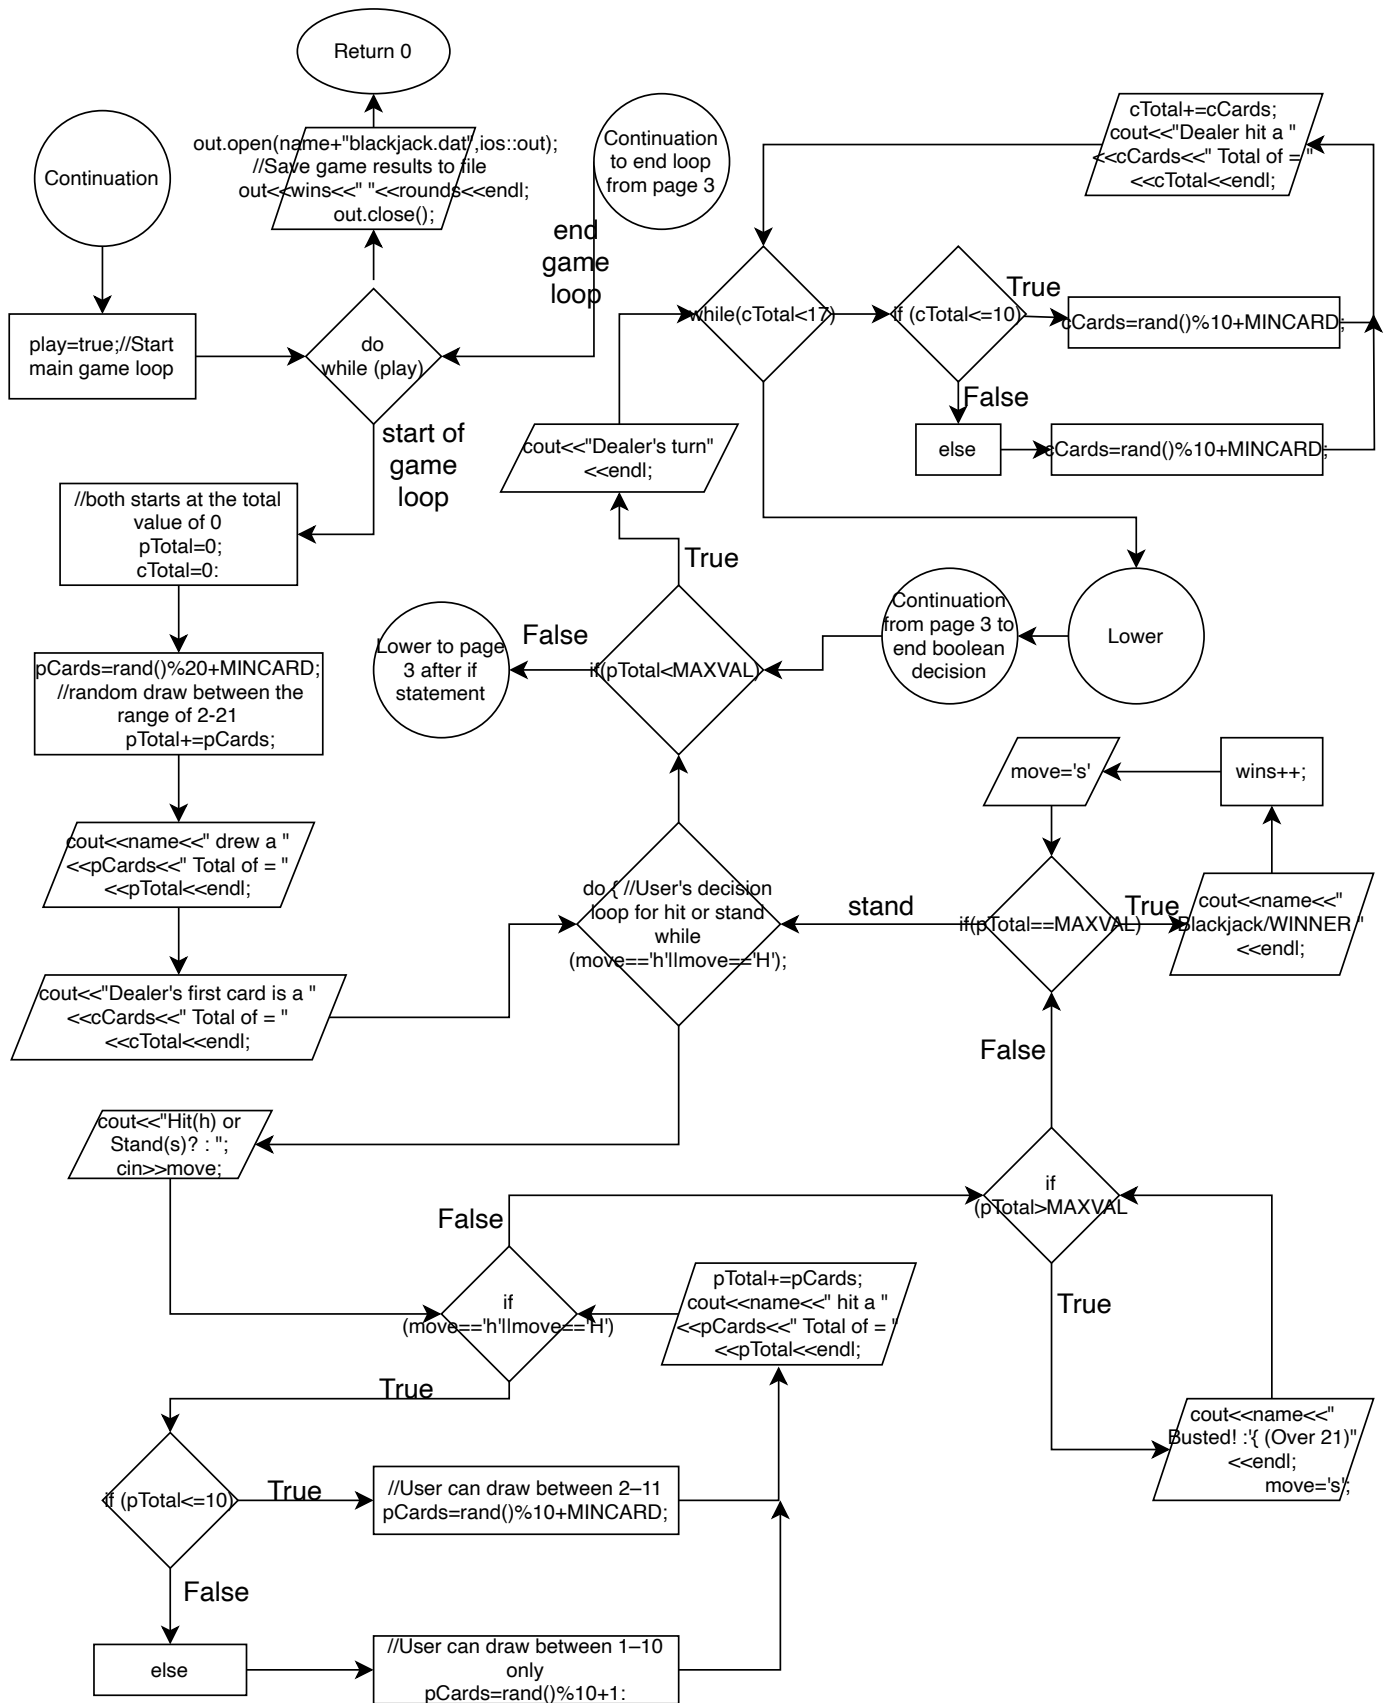 Return 0
Continuation
out.open(name+"blackjack.dat",ios::out);
//Save game results to file
out<<wins<<" "<<rounds<<endl;
out.close();
Continuation
to end loop
from page 3
cTotal+=cCards;
cout<<"Dealer hit a "
<<cCards<<" Total of = "
<<cTotal<<endl;
end
game
loop
play=true;//Start
main game loop
do
while (play)
while(cTotal<17)
if (cTotal<=10)
True
cCards=rand()%10+MINCARD;
False
else
cCards=rand()%10+MINCARD;
start of
game
loop
cout<<"Dealer's turn"
<<endl;
//both starts at the total
value of 0
pTotal=0;
cTotal=0:
True
Lower to page
3 after if
statement
False
if(pTotal<MAXVAL)
Continuation
from page 3 to
end boolean
decision
Lower
pCards=rand()%20+MINCARD;
//random draw between the
range of 2-21
pTotal+=pCards;
move='s'
wins++;
cout<<name<<" drew a "
<<pCards<<" Total of = "
<<pTotal<<endl;
do { //User's decision
loop for hit or stand
while
(move=='h'||move=='H');
stand
if(pTotal==MAXVAL)
True
cout<<name<<"
Blackjack/WINNER "
<<endl;
cout<<"Dealer's first card is a "
<<cCards<<" Total of = "
<<cTotal<<endl;
False
cout<<"Hit(h) or
Stand(s)? : ";
cin>>move;
if
(pTotal>MAXVAL
False
True
if
(move=='h'||move=='H')
pTotal+=pCards;
cout<<name<<" hit a "
<<pCards<<" Total of = "
<<pTotal<<endl;
True
cout<<name<<"
Busted! :'{ (Over 21)"
<<endl;
move='s';
if (pTotal<=10)
True
//User can draw between 2–11
pCards=rand()%10+MINCARD;
False
else
//User can draw between 1–10
only
pCards=rand()%10+1: